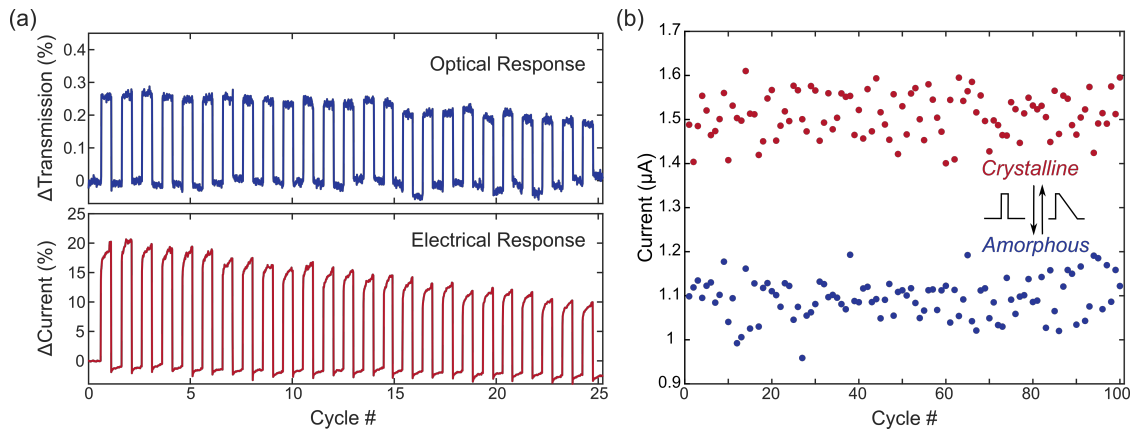 (a)
0.4
0.3
0.2
0.1
0
ΔTransmission (%)
Optical Response
25
20
15
10
5
0
ΔCurrent (%)
Electrical Response
0
5
10
15
20
25
Cycle #
(b)
1.7
1.6
1.5
1.4
1.3
1.2
1.1
1
0.9
Current (μA)
Crystalline
Amorphous
0
20
40
60
80
100
Cycle #